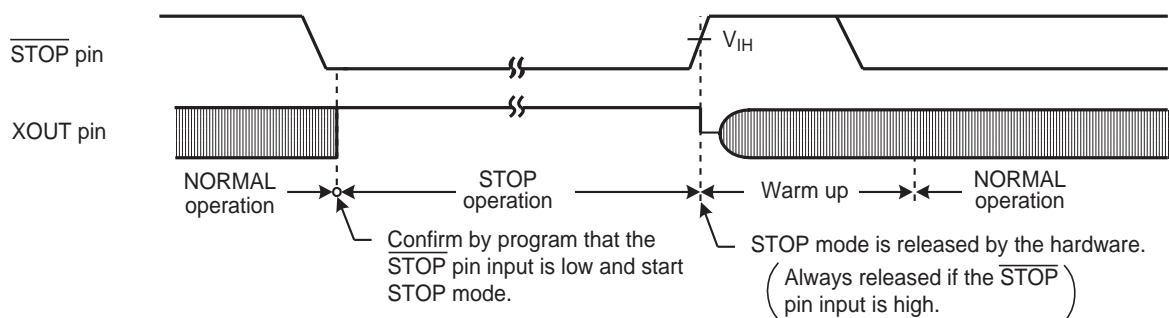 STOP pin
VIH
XOUT pin
NORMAL
operation
STOP
operation
Warm up
NORMAL
operation
Confirm by program that the
STOP pin input is low and start
STOP mode.
STOP mode is released by the hardware.
( Always released if the STOP
pin input is high. )